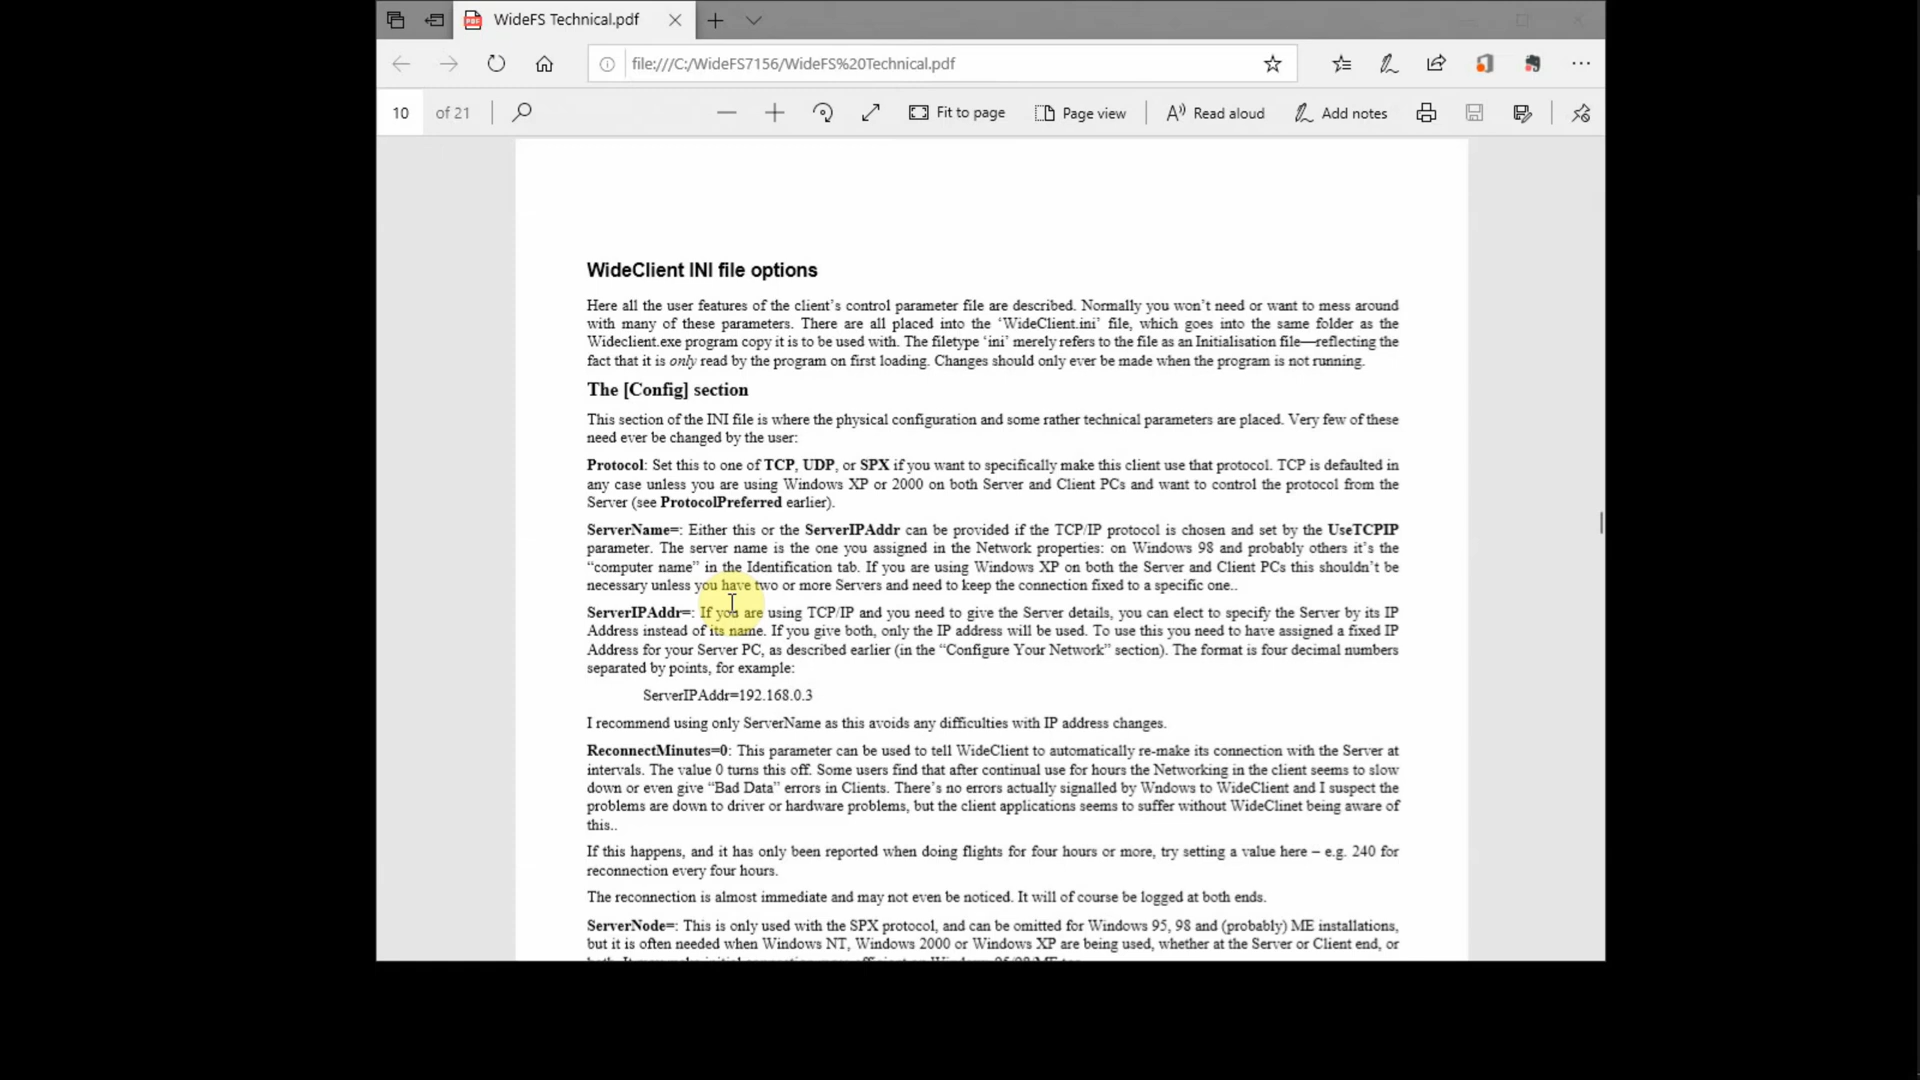 WideFS Technical.pdf
file:///C:/WideFS7156/WideFS%20Technical.pdf
10 of 21
Fit to page
Page view
Read aloud
Add notes
WideClient INI file options
Here all the user features of the client’s control parameter file are described. Normally you won’t need or want to mess around
with many of these parameters. There are all placed into the ‘WideClient.ini’ file, which goes into the same folder as the
Wideclient.exe program copy it is to be used with. The filetype ‘ini’ merely refers to the file as an Initialisation file—reflecting the
fact that it is only read by the program on first loading. Changes should only ever be made when the program is not running.
The [Config] section
This section of the INI file is where the physical configuration and some rather technical parameters are placed. Very few of these
need ever be changed by the user:
Protocol: Set this to one of TCP, UDP, or SPX if you want to specifically make this client use that protocol. TCP is defaulted in
any case unless you are using Windows XP or 2000 on both Server and Client PCs and want to control the protocol from the
Server (see ProtocolPreferred earlier).
ServerName=: Either this or the ServerIPAddr can be provided if the TCP/IP protocol is chosen and set by the UseTCPIP
parameter. The server name is the one you assigned in the Network properties: on Windows 98 and probably others it’s the
“computer name” in the Identification tab. If you are using Windows XP on both the Server and Client PCs this shouldn’t be
necessary unless you have two or more Servers and need to keep the connection fixed to a specific one..
ServerIPAddr=: If you are using TCP/IP and you need to give the Server details, you can elect to specify the Server by its IP
Address instead of its name. If you give both, only the IP address will be used. To use this you need to have assigned a fixed IP
Address for your Server PC, as described earlier (in the “Configure Your Network” section). The format is four decimal numbers
separated by points, for example:
ServerIPAddr=192.168.0.3
I recommend using only ServerName as this avoids any difficulties with IP address changes.
ReconnectMinutes=0: This parameter can be used to tell WideClient to automatically re-make its connection with the Server at
intervals. The value 0 turns this off. Some users find that after continual use for hours the Networking in the client seems to slow
down or even give “Bad Data” errors in Clients. There’s no errors actually signalled by Wndows to WideClient and I suspect the
problems are down to driver or hardware problems, but the client applications seems to suffer without WideClinet being aware of
this..
If this happens, and it has only been reported when doing flights for four hours or more, try setting a value here – e.g. 240 for
reconnection every four hours.
The reconnection is almost immediate and may not even be noticed. It will of course be logged at both ends.
ServerNode=: This is only used with the SPX protocol, and can be omitted for Windows 95, 98 and (probably) ME installations,
but it is often needed when Windows NT, Windows 2000 or Windows XP are being used, whether at the Server or Client end, or